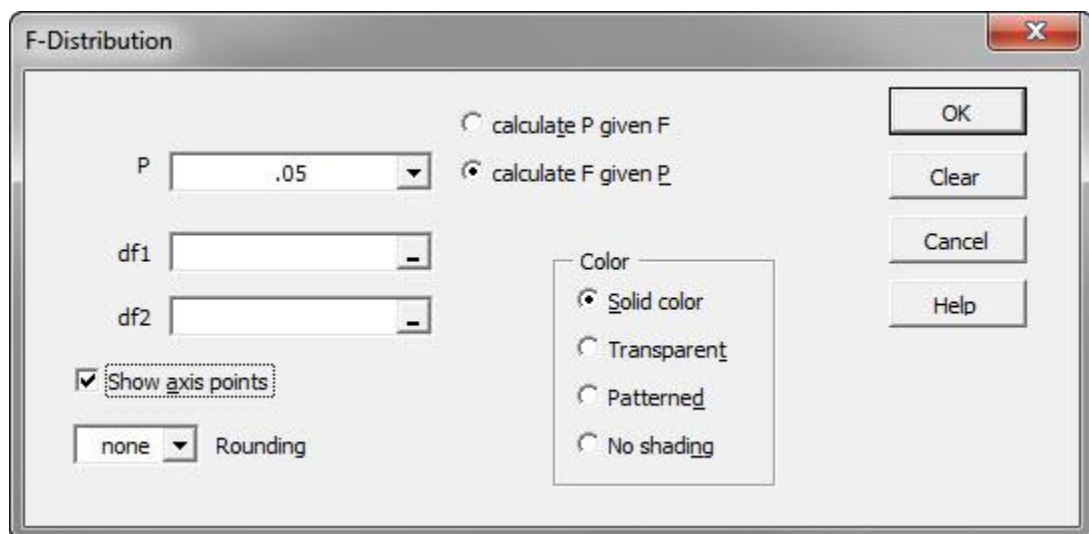 F-Distribution
calculate P given F
P .05 calculate F given P
df1
df2
Show axis points
none Rounding
Color
Solid color
Transparent
Patterned
No shading
OK
Clear
Cancel
Help